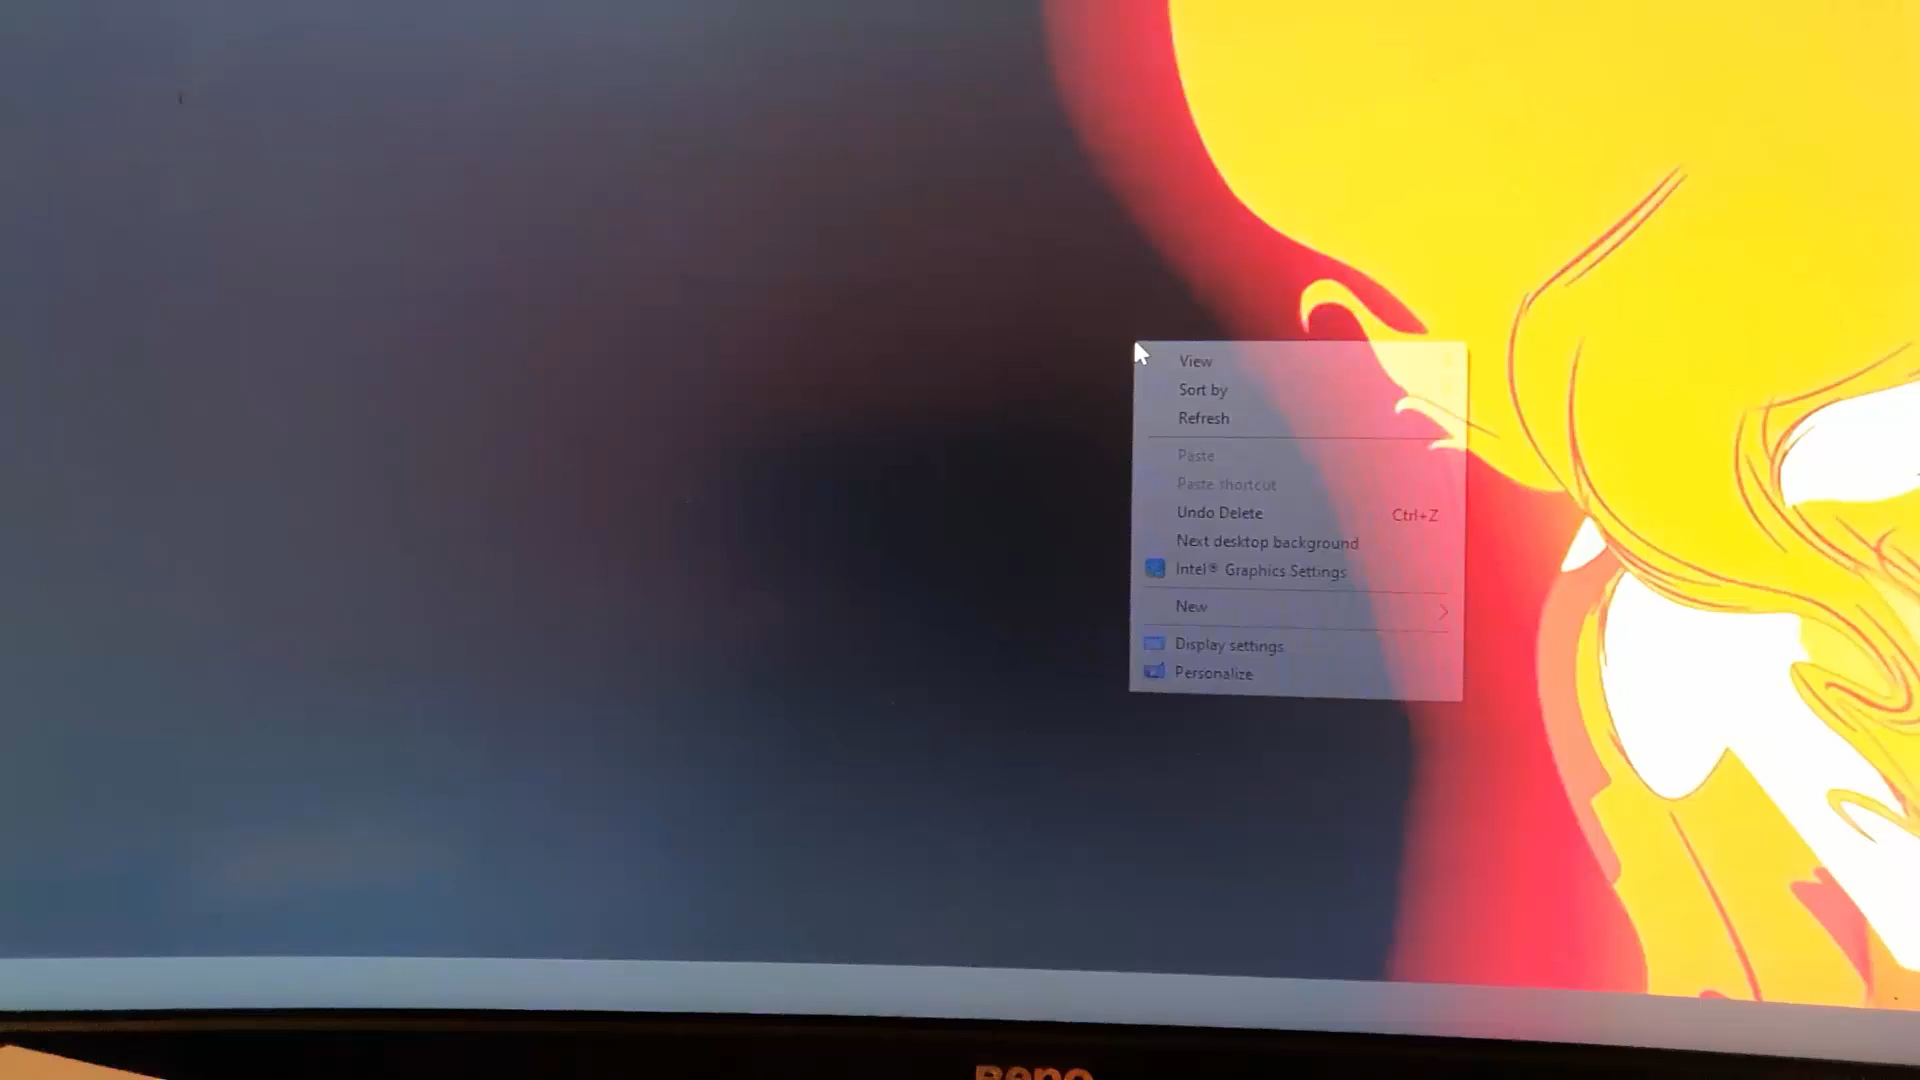 View
Sort by
Refresh
Paste
Paste shortcut
Undo Delete Ctrl+Z
Next desktop background
Intel® Graphics Settings
New
Display settings
Personalize
BenQ